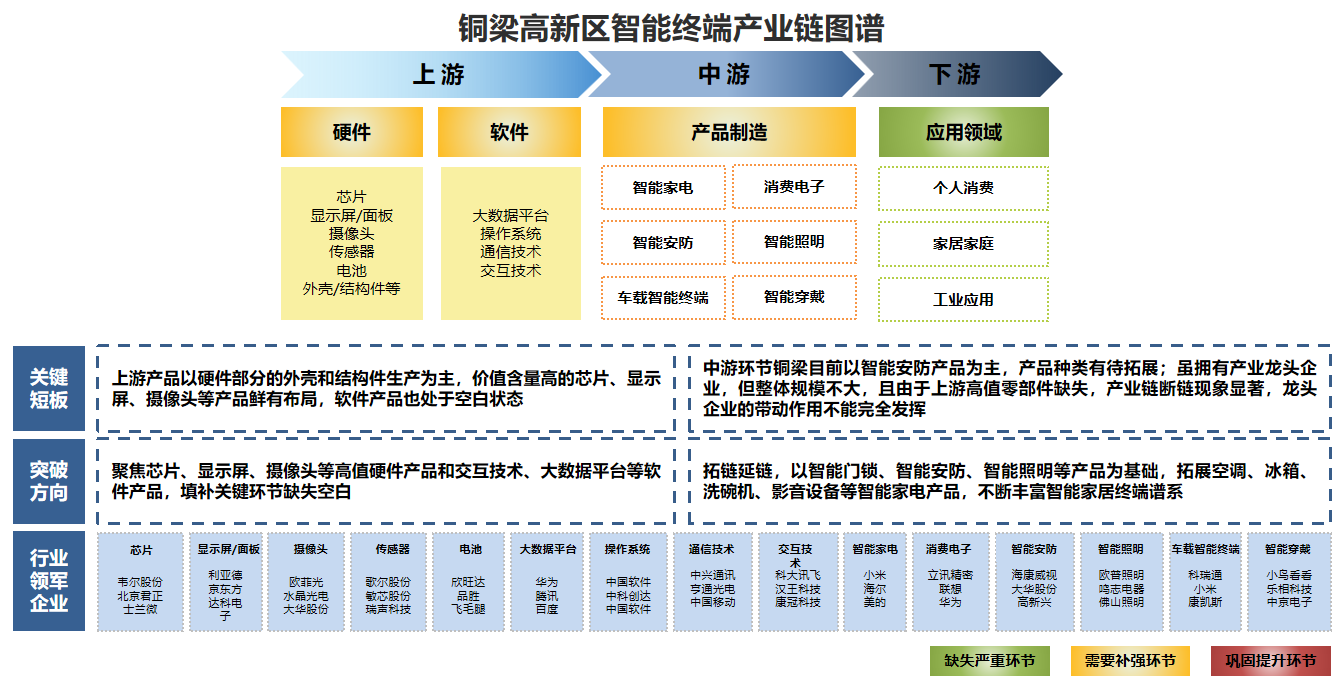 铜梁高新区智能终端产业链图谱
上游
中游
下游
硬件
软件
产品制造
应用领域
芯片
显示屏/面板
摄像头
传感器
电池
外壳/结构件等
大数据平台
操作系统
通信技术
交互技术
智能家电
消费电子
智能安防
智能照明
车载智能终端
智能穿戴
个人消费
家居家庭
工业应用
关键
短板
上游产品以硬件部分的外壳和结构件生产为主，价值含量高的芯片、显示
屏、摄像头等产品鲜有布局，软件产品也处于空白状态
中游环节铜梁目前以智能安防产品为主，产品种类有待拓展；虽拥有产业龙头企
业，但整体规模不大，且由于上游高值零部件缺失，产业链断链现象显著，龙头
企业的带动作用不能完全发挥
突破
方向
聚焦芯片、显示屏、摄像头等高值硬件产品和交互技术、大数据平台等软
件产品，填补关键环节缺失空白
拓链延链，以智能门锁、智能安防、智能照明等产品为基础，拓展空调、冰箱、
洗碗机、影音设备等智能家电产品，不断丰富智能家居终端谱系
行业
领军
企业
芯片
韦尔股份
北京君正
士兰微
显示屏/面板
利亚德
京东方
达科电
子
摄像头
欧菲光
水晶光电
大华股份
传感器
歌尔股份
敏芯股份
瑞声科技
电池
欣旺达
品胜
飞毛腿
大数据平台
华为
腾讯
百度
操作系统
中国软件
中科创达
中国软件
通信技术
中兴通讯
亨通光电
中国移动
交互技
术
科大讯飞
汉王科技
康冠科技
智能家电
小米
海尔
美的
消费电子
立讯精密
联想
华为
智能安防
海康威视
大华股份
高新兴
智能照明
欧普照明
鸣志电器
佛山照明
车载智能终端
科瑞通
小米
康凯斯
智能穿戴
小鸟看看
乐相科技
中京电子
缺失严重环节
需要补强环节
巩固提升环节